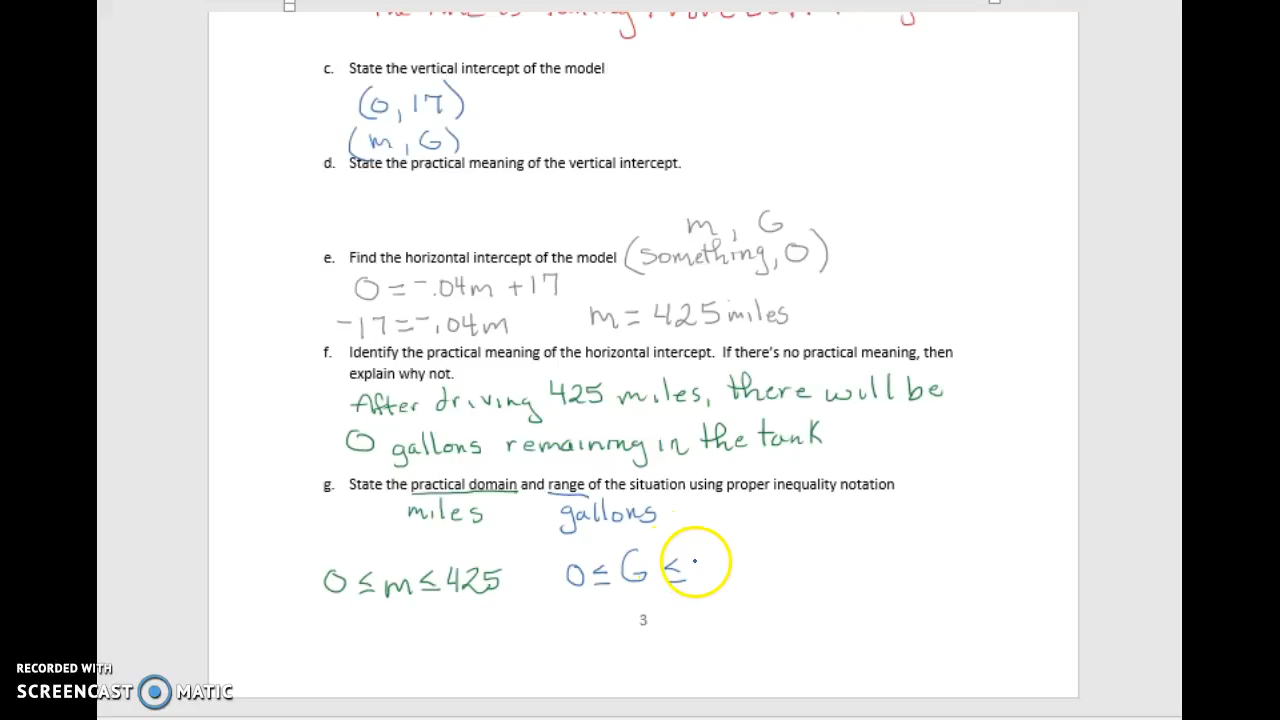 c. State the vertical intercept of the model
(0, 17)
(m, G)
d. State the practical meaning of the vertical intercept.
m, G
e. Find the horizontal intercept of the model (something, 0)
0 = -.04m + 17
-17 = -.04m m = 425 miles
f. Identify the practical meaning of the horizontal intercept. If there's no practical meaning, then
explain why not.
After driving 425 miles, there will be
0 gallons remaining in the tank
g. State the practical domain and range of the situation using proper inequality notation
miles gallons
0 ≤ m ≤ 425 0 ≤ G ≤
3
RECORDED WITH
SCREENCAST MATIC